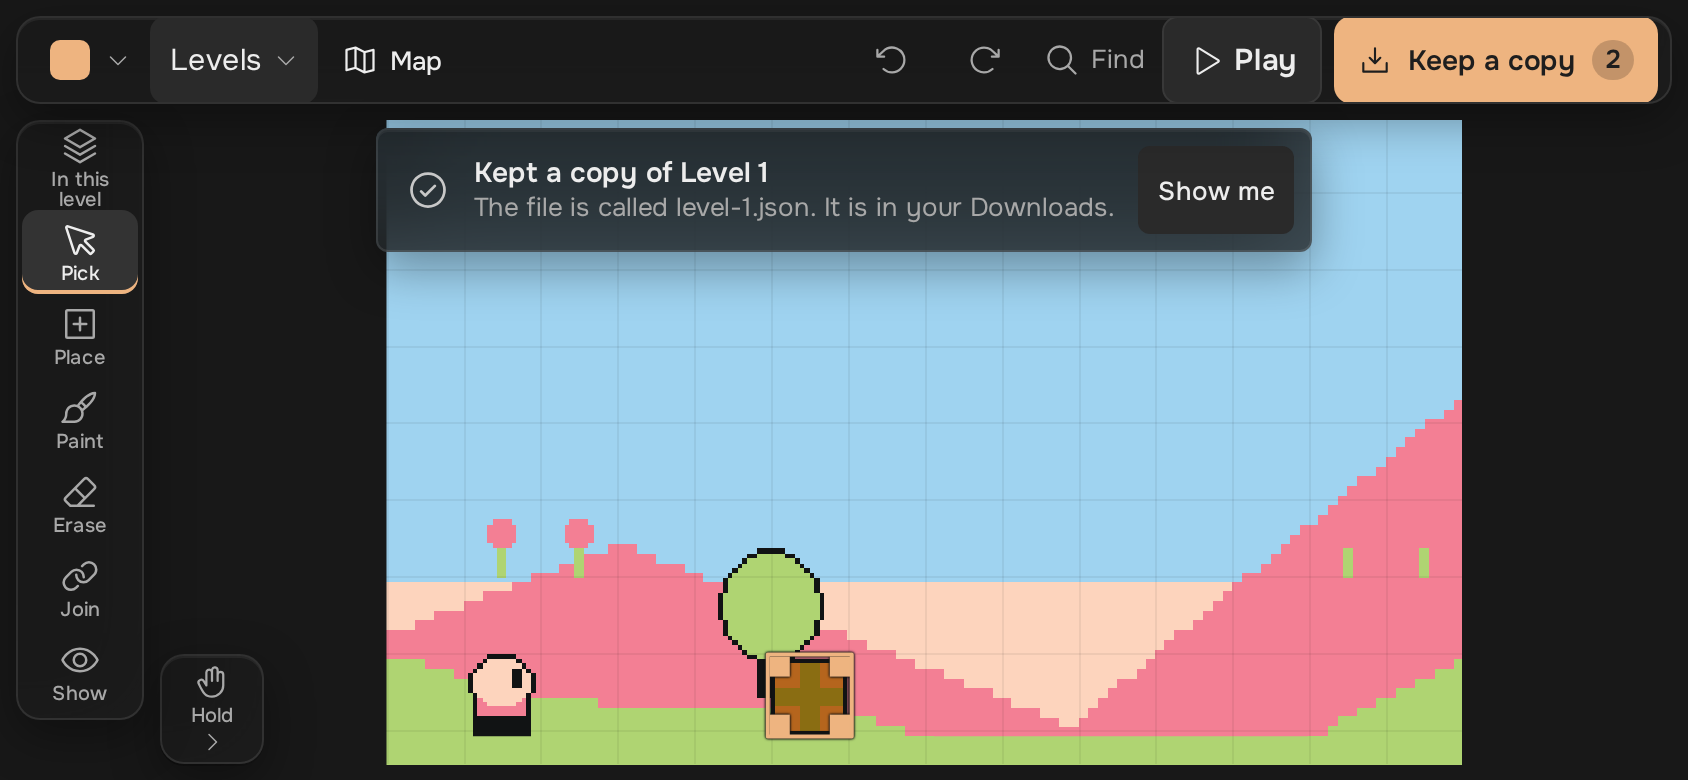 Levels
Map
Find
Play
Keep a copy 2
In this
level
Pick
Place
Paint
Erase
Join
Show
Kept a copy of Level 1
The file is called level-1.json. It is in your Downloads.
Show me
Hold